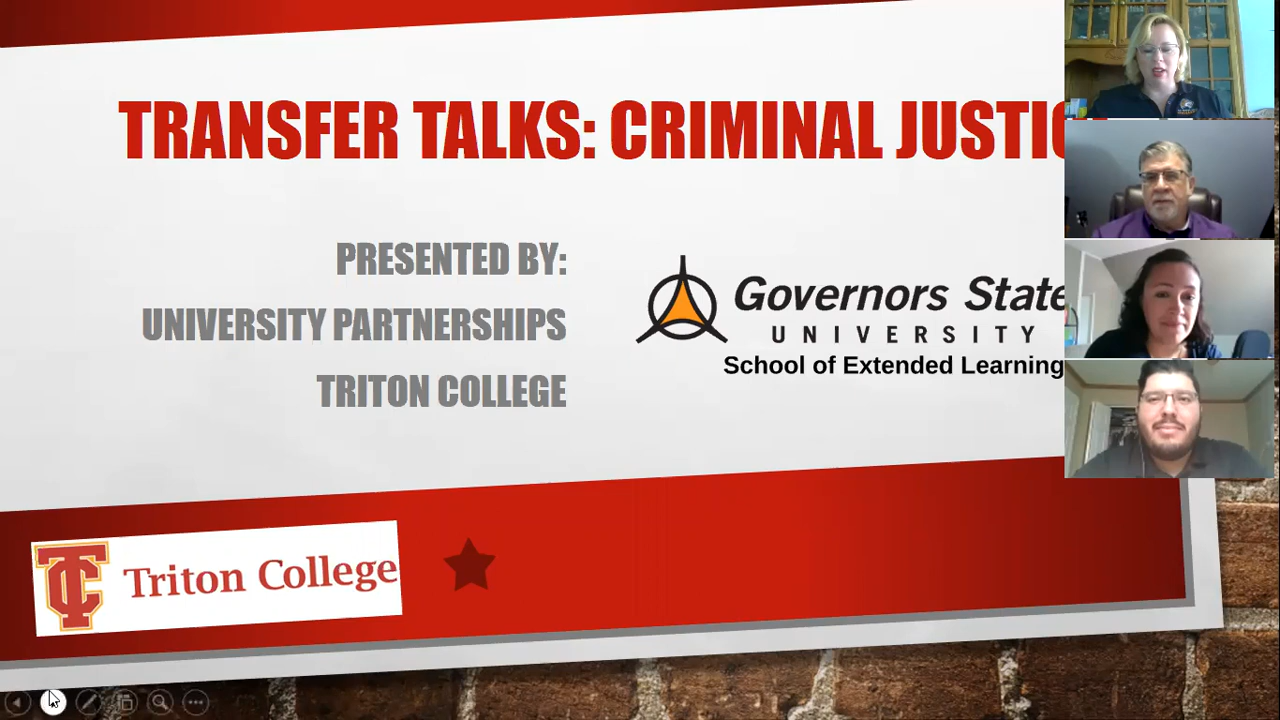 TRANSFER TALKS: CRIMINAL JUSTIC
PRESENTED BY:
UNIVERSITY PARTNERSHIPS
TRITON COLLEGE
Governors State
UNIVERSITY
School of Extended Learning
TC
Triton College